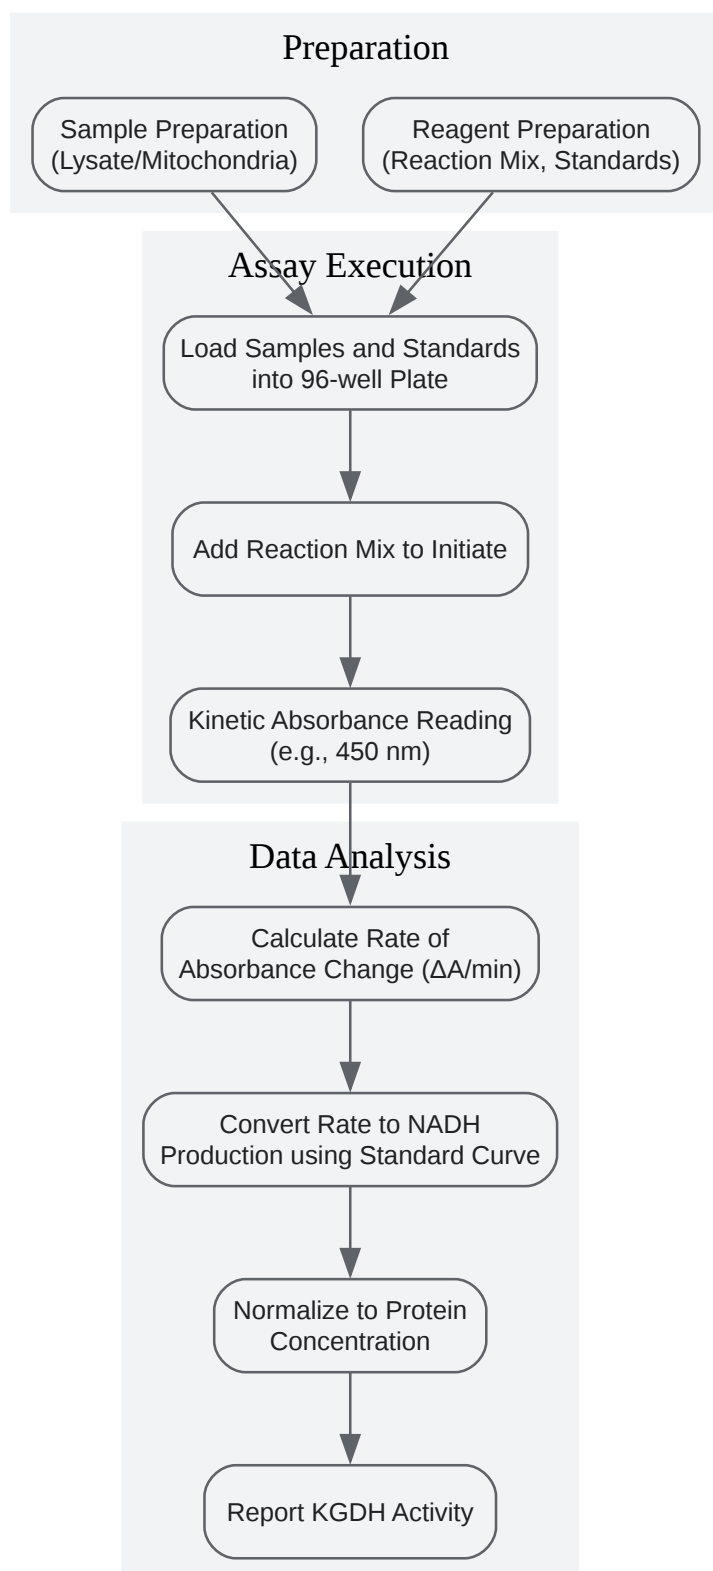 Preparation
Sample Preparation
(Lysate/Mitochondria)
Reagent Preparation
(Reaction Mix, Standards)
Assay Execution
Load Samples and Standards
into 96-well Plate
Add Reaction Mix to Initiate
Kinetic Absorbance Reading
(e.g., 450 nm)
Data Analysis
Calculate Rate of
Absorbance Change (ΔA/min)
Convert Rate to NADH
Production using Standard Curve
Normalize to Protein
Concentration
Report KGDH Activity